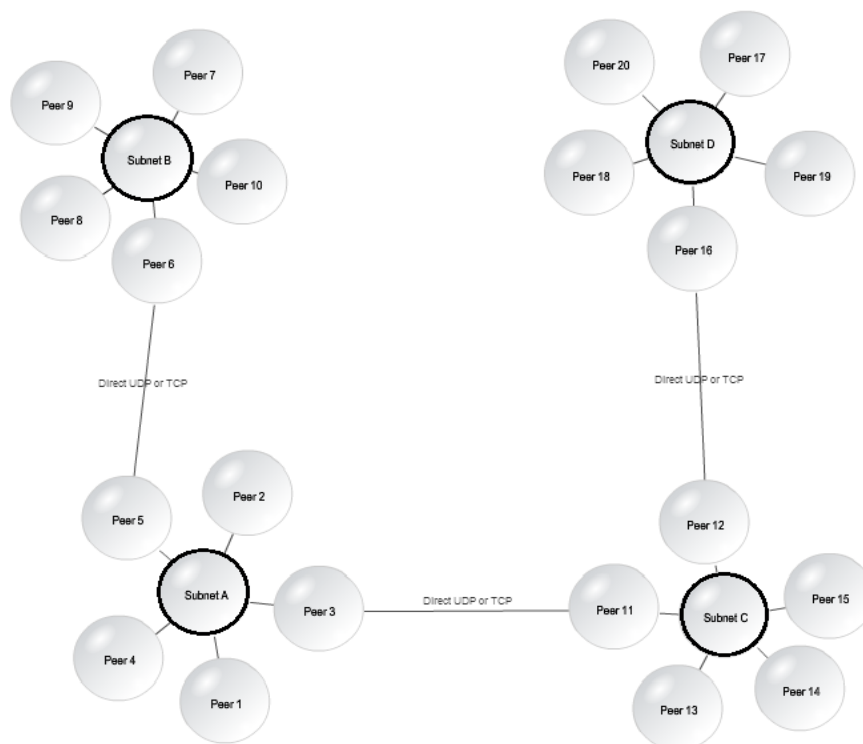 Peer 7
Peer 9
Subnet B
Peer 10
Peer 8
Peer 6
Peer 17
Peer 20
Subnet D
Peer 18
Peer 19
Peer 16
Direct UDP or TCP
Direct UDP or TCP
Peer 2
Peer 5
Subnet A
Peer 3
Peer 4
Peer 1
Direct UDP or TCP
Peer 12
Peer 15
Peer 11
Subnet C
Peer 14
Peer 13